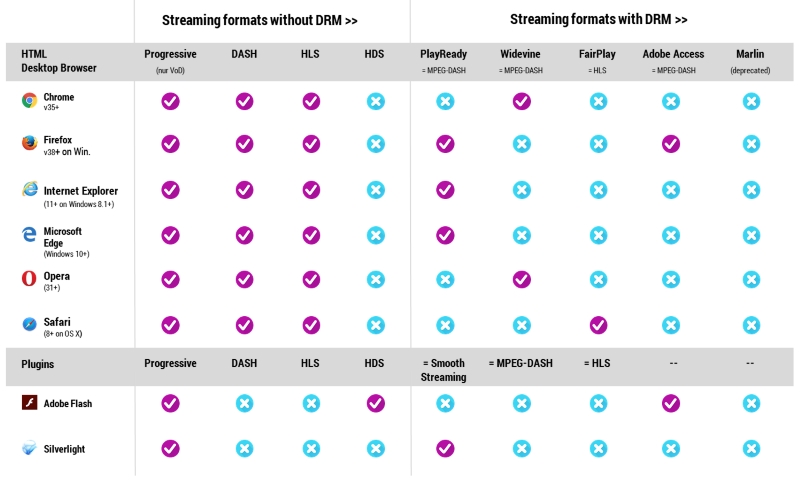 Streaming formats without DRM >>
Streaming formats with DRM >>
HTML
Desktop Browser
Progressive
(nur VoD)
DASH
HLS
HDS
PlayReady
= MPEG-DASH
Widevine
= MPEG-DASH
FairPlay
= HLS
Adobe Access
= MPEG-DASH
Marlin
(deprecated)
Chrome
v35+
Firefox
v38+ on Win.
Internet Explorer
(11+ on Windows 8.1+)
Microsoft
Edge
(Windows 10+)
Opera
(31+)
Safari
(8+ on OS X)
Plugins
Progressive
DASH
HLS
HDS
= Smooth
Streaming
= MPEG-DASH
= HLS
--
--
Adobe Flash
Silverlight